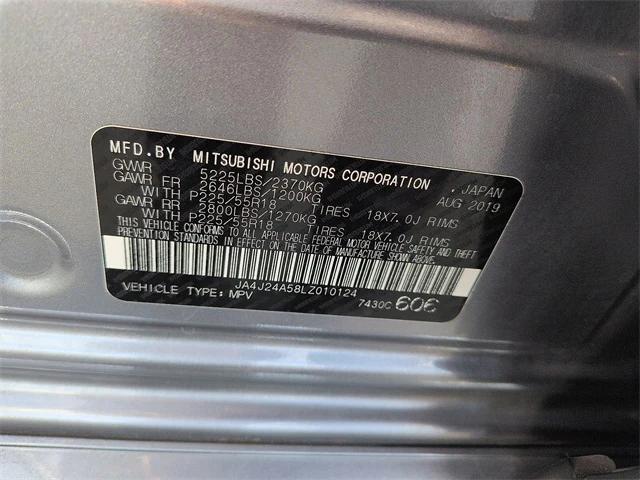 MFD.BY MITSUBISHI MOTORS CORPORATION . JAPAN
GVWR 5225LBS/2370KG AUG 2019
GAWR FR 2646LBS/1200KG
WITH P225/55R18 TIRES 18X7.0J RIMS
GAWR RR 2800LBS/1270KG
WITH P225/55R18 TIRES 18X7.0J RIMS
THIS VEHICLE CONFORMS TO ALL APPLICABLE FEDERAL MOTOR VEHICLE SAFETY AND THEFT
PREVENTION STANDARDS IN EFFECT ON THE DATE OF MANUFACTURE SHOWN ABOVE.
JA4J24A58LZ010124
VEHICLE TYPE: MPV 7430C 606